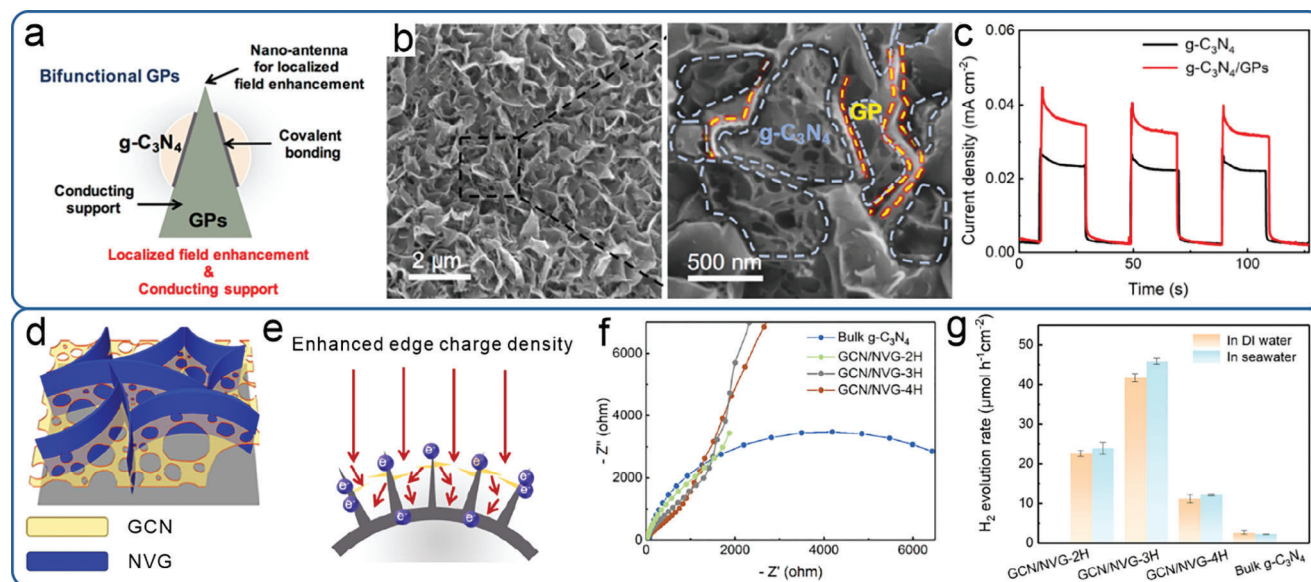 a
Nano-antenna
for localized
field enhancement
Bifunctional GPs
g-C₃N₄
Covalent
bonding
Conducting
support
GPs
Localized field enhancement
&
Conducting support
b
2 µm
g-C₃N₄
GP
500 nm
c
0.06
0.04
0.02
0.00
Current density (mA cm⁻²)
g-C₃N₄
g-C₃N₄/GPs
0
50
100
Time (s)
d
GCN
NVG
e
Enhanced edge charge density
e⁻
e⁻
e⁻
e⁻
e⁻
e⁻
e⁻
e⁻
e⁻
e⁻
f
6000
4000
2000
0
- Z" (ohm)
Bulk g-C₃N₄
GCN/NVG-2H
GCN/NVG-3H
GCN/NVG-4H
2000
4000
6000
- Z' (ohm)
g
50
40
30
20
10
0
H₂ evolution rate (µmol h⁻¹cm⁻²)
In DI water
In seawater
GCN/NVG-2H
GCN/NVG-3H
GCN/NVG-4H
Bulk g-C₃N₄